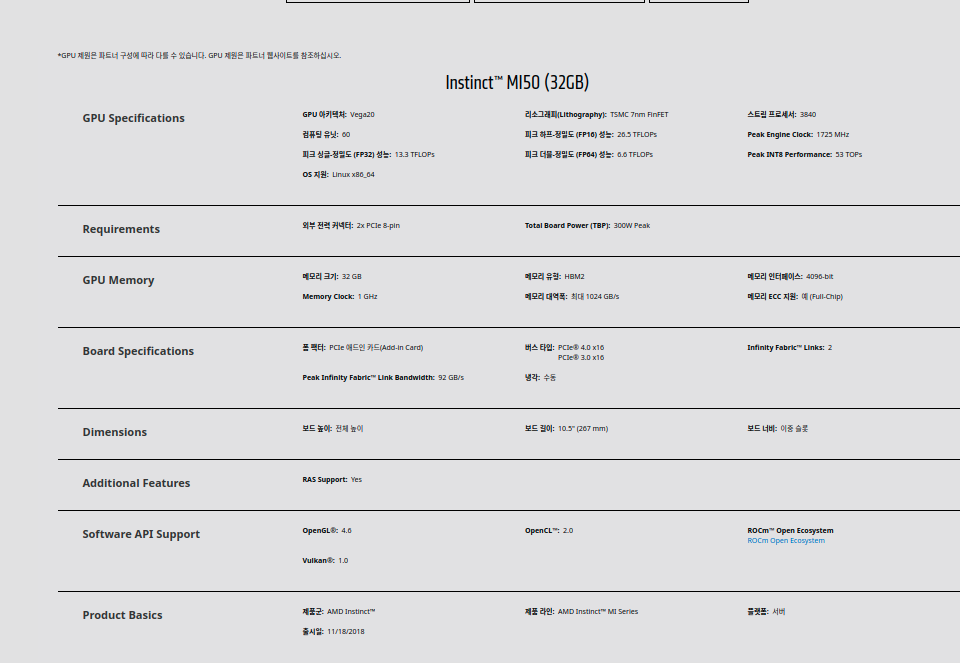 *GPU 제원은 파트너 구성에 따라 다를 수 있습니다. GPU 제원은 파트너 웹사이트를 참조하십시오.
Instinct™ MI50 (32GB)
GPU Specifications
GPU 아키텍처: Vega20
리소그래피(Lithography): TSMC 7nm FinFET
스트림 프로세서: 3840
컴퓨팅 유닛: 60
피크 하프-정밀도 (FP16) 성능: 26.5 TFLOPs
Peak Engine Clock: 1725 MHz
피크 싱글-정밀도 (FP32) 성능: 13.3 TFLOPs
피크 더블-정밀도 (FP64) 성능: 6.6 TFLOPs
Peak INT8 Performance: 53 TOPs
OS 지원: Linux x86_64
Requirements
외부 전력 커넥터: 2x PCIe 8-pin
Total Board Power (TBP): 300W Peak
GPU Memory
메모리 크기: 32 GB
메모리 유형: HBM2
메모리 인터페이스: 4096-bit
Memory Clock: 1 GHz
메모리 대역폭: 최대 1024 GB/s
메모리 ECC 지원: 예 (Full-Chip)
Board Specifications
폼 팩터: PCIe 애드인 카드(Add-in Card)
버스 타입: PCIe® 4.0 x16
PCIe® 3.0 x16
Infinity Fabric™ Links: 2
Peak Infinity Fabric™ Link Bandwidth: 92 GB/s
냉각: 수동
Dimensions
보드 높이: 전체 높이
보드 길이: 10.5" (267 mm)
보드 너비: 이중 슬롯
Additional Features
RAS Support: Yes
Software API Support
OpenGL®: 4.6
OpenCL™: 2.0
ROCm™ Open Ecosystem
ROCm Open Ecosystem
Vulkan®: 1.0
Product Basics
제품군: AMD Instinct™
제품 라인: AMD Instinct™ MI Series
플랫폼: 서버
출시일: 11/18/2018